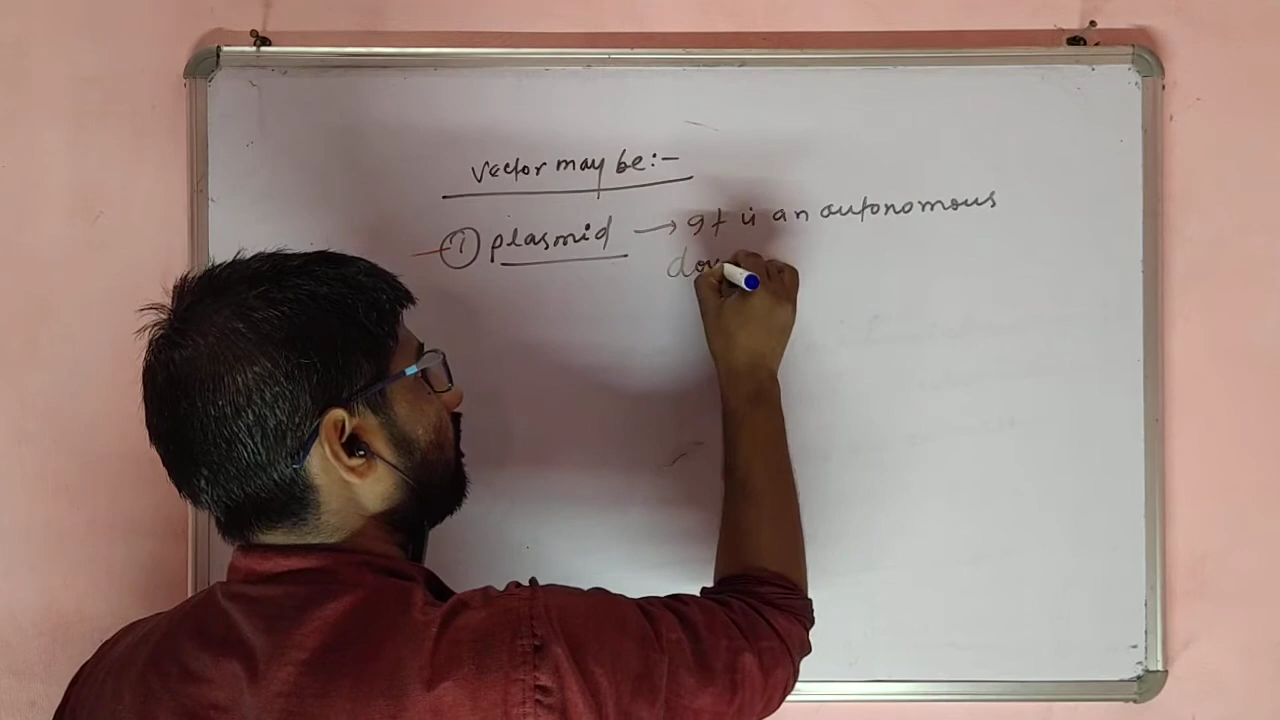 Vector may be:-
① plasmid → It is an autonomous